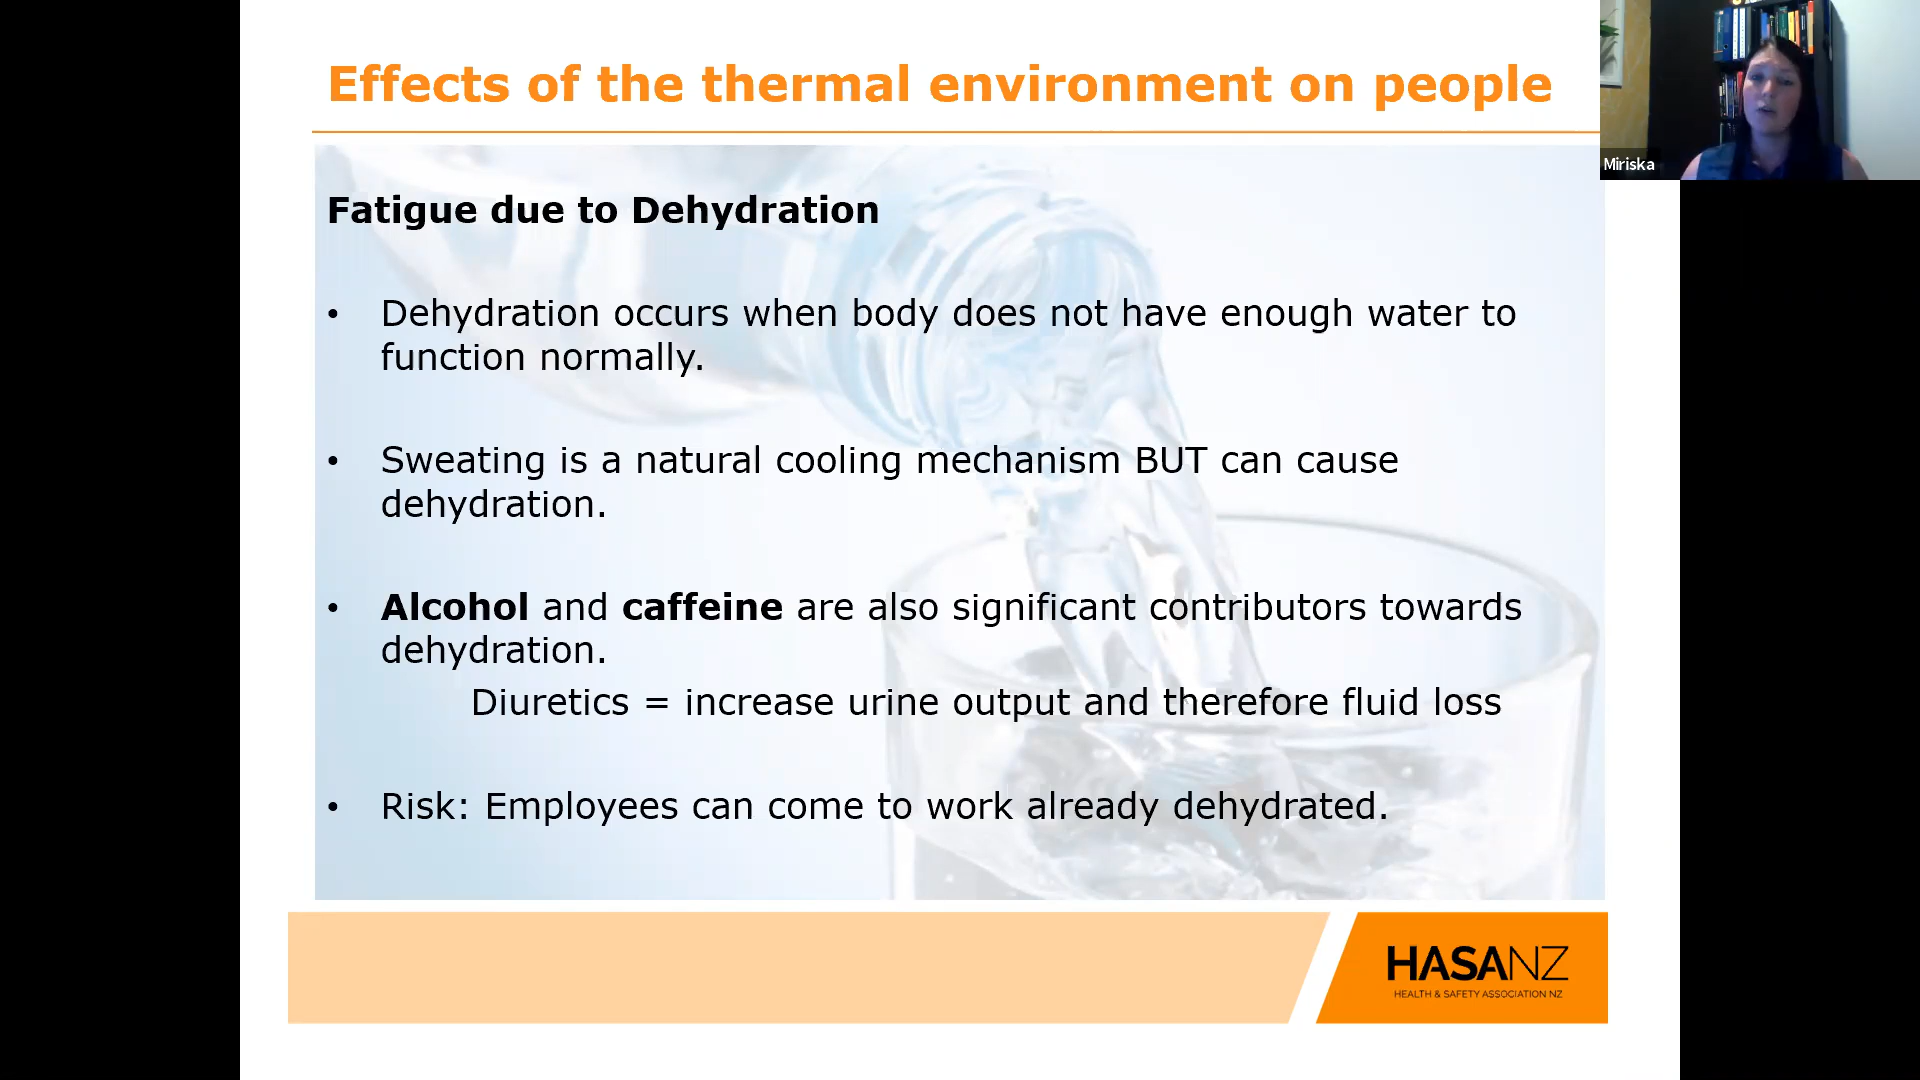 Effects of the thermal environment on people
Miriska
Fatigue due to Dehydration
• Dehydration occurs when body does not have enough water to
function normally.
• Sweating is a natural cooling mechanism BUT can cause
dehydration.
• Alcohol and caffeine are also significant contributors towards
dehydration.
Diuretics = increase urine output and therefore fluid loss
• Risk: Employees can come to work already dehydrated.
HASANZ
HEALTH & SAFETY ASSOCIATION NZ